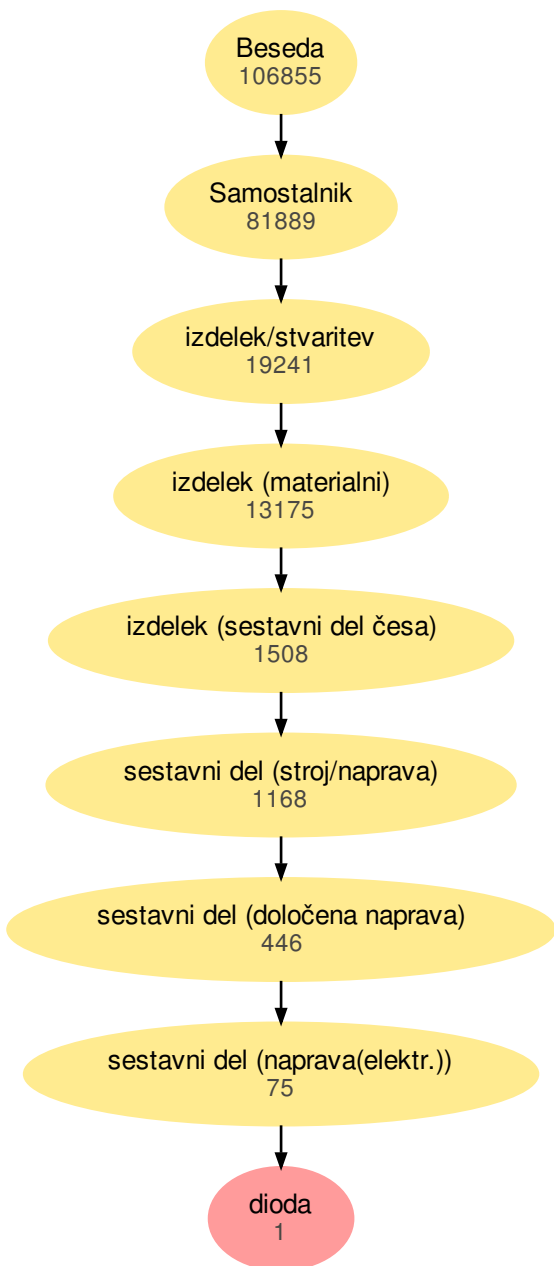 Beseda
106855
Samostalnik
81889
izdelek/stvaritev
19241
izdelek (materialni)
13175
izdelek (sestavni del česa)
1508
sestavni del (stroj/naprava)
1168
sestavni del (določena naprava)
446
sestavni del (naprava(elektr.))
75
dioda
1